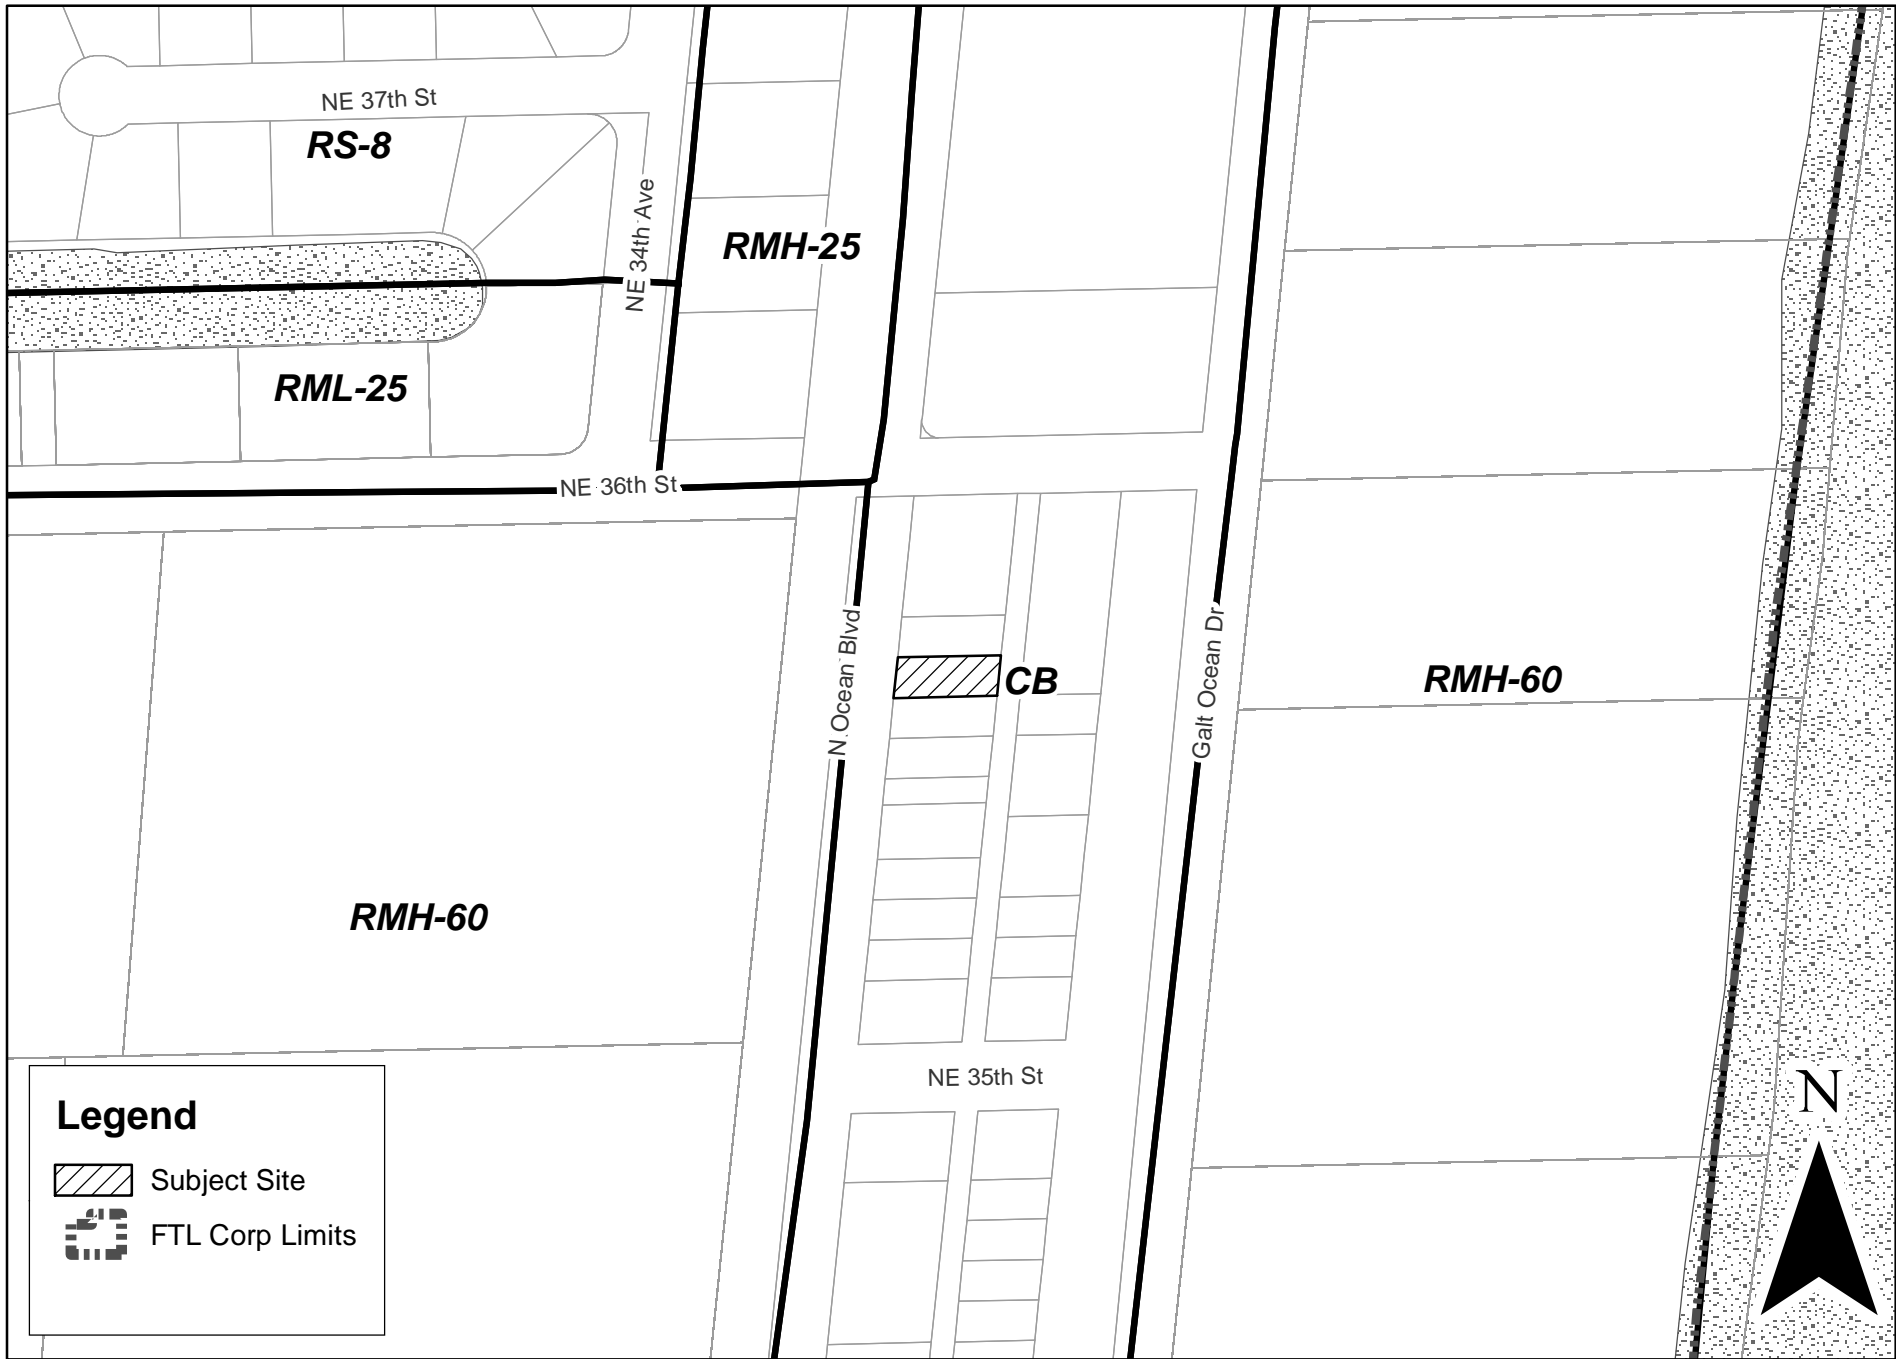 NE 37th St
RS-8
NE 34th Ave
RMH-25
RML-25
NE 36th St
N Ocean Blvd
CB
Galt Ocean Dr
RMH-60
RMH-60
NE 35th St
N
Legend
Subject Site
FTL Corp Limits